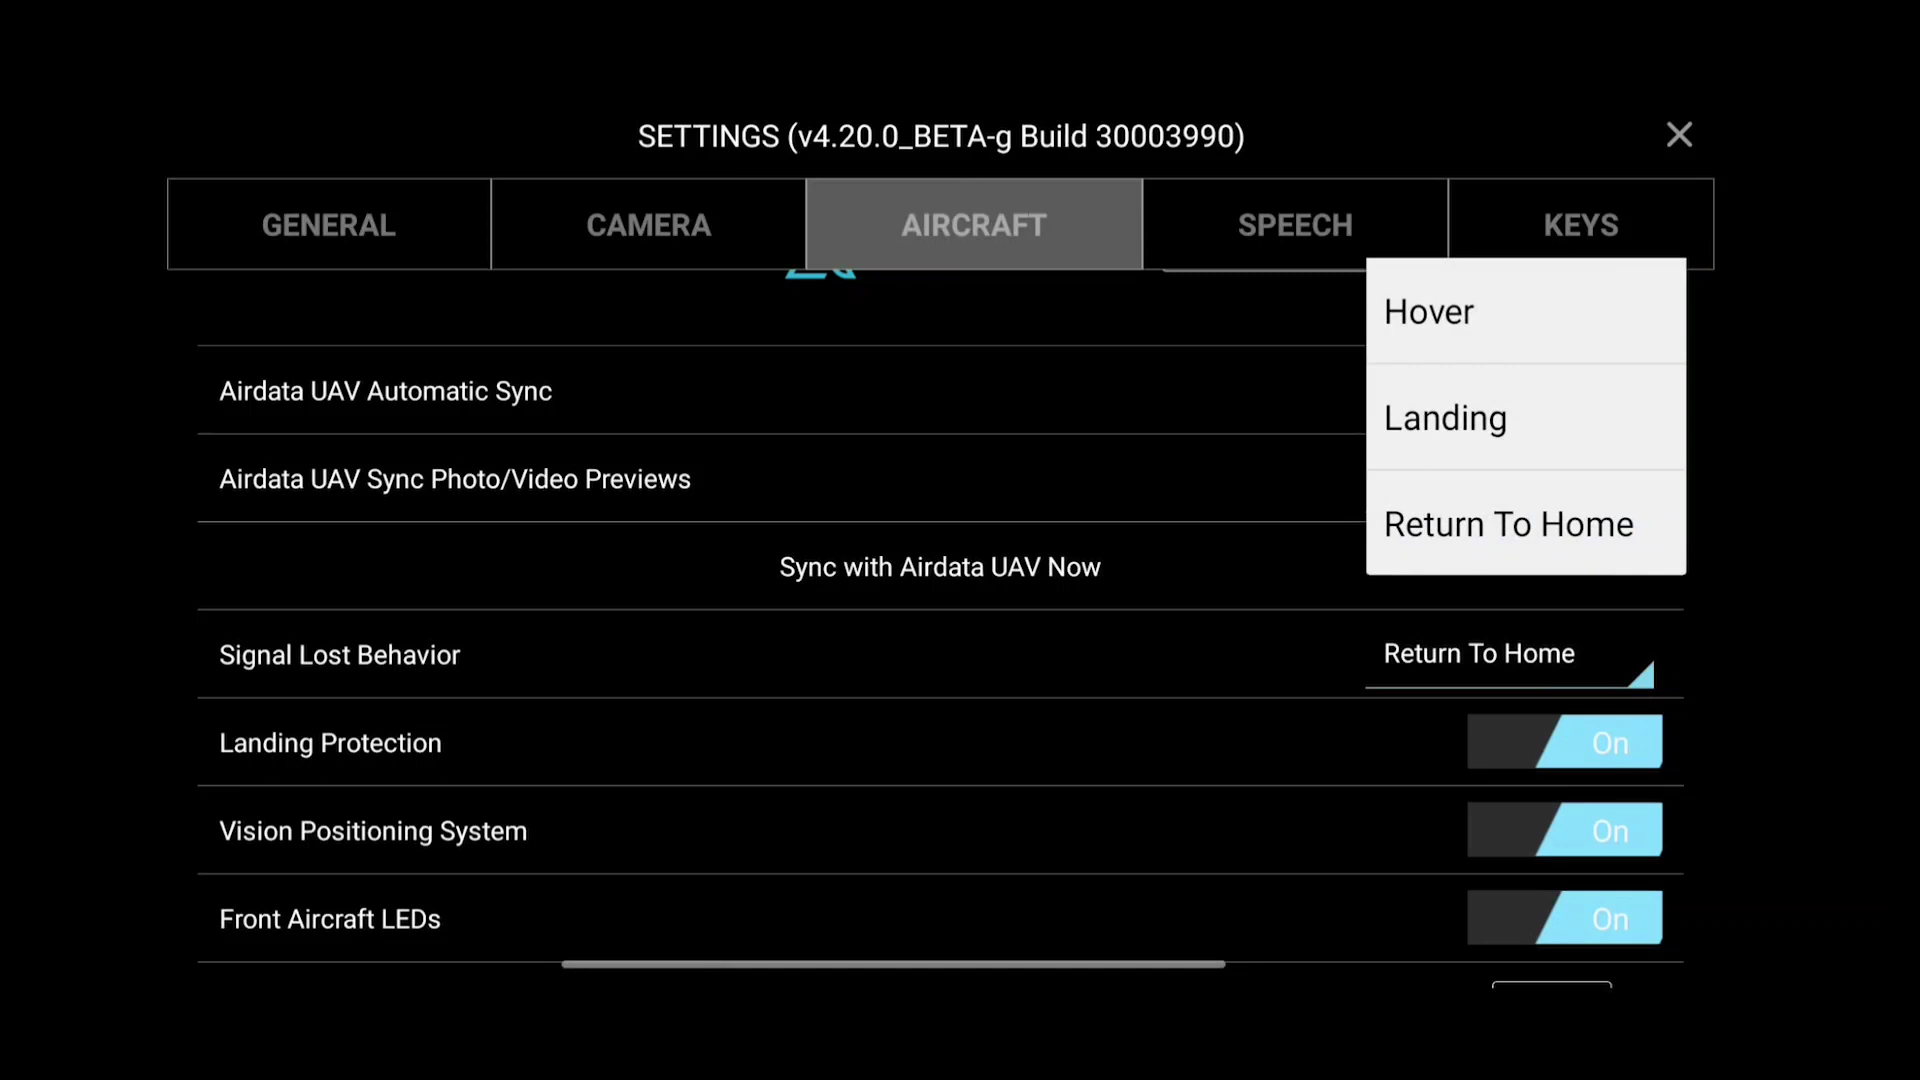 SETTINGS (v4.20.0_BETA-g Build 30003990)
GENERAL
CAMERA
AIRCRAFT
SPEECH
KEYS
Hover
Airdata UAV Automatic Sync
Landing
Airdata UAV Sync Photo/Video Previews
Return To Home
Sync with Airdata UAV Now
Signal Lost Behavior
Return To Home
Landing Protection
On
Vision Positioning System
On
Front Aircraft LEDs
On